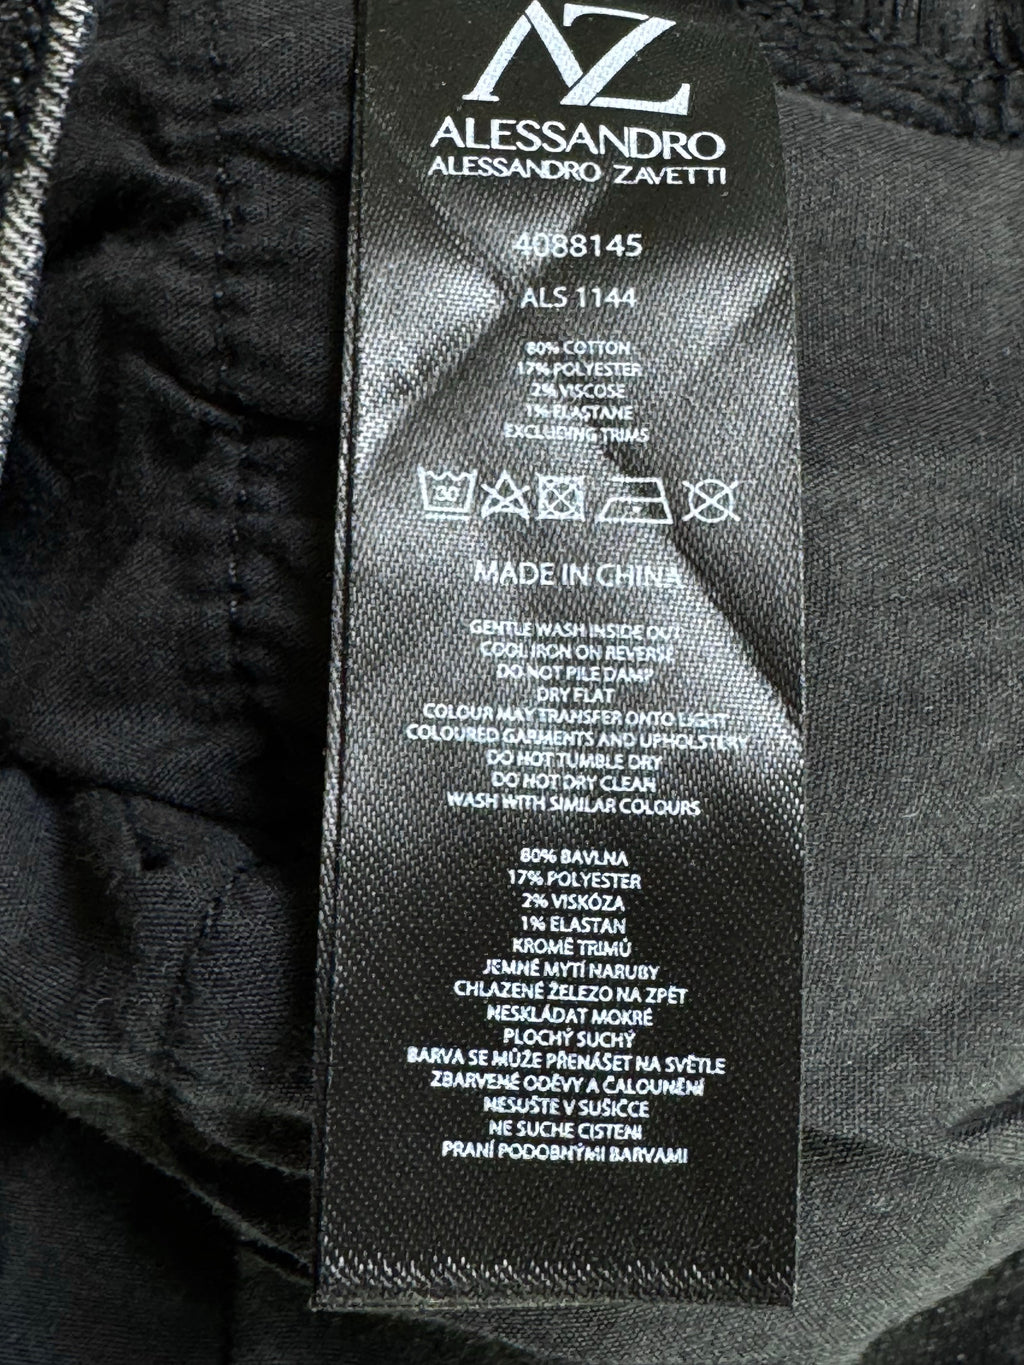 AZ
ALESSANDRO
ALESSANDRO ZAVETTI
4088145
ALS 1144
80% COTTON
17% POLYESTER
2% VISCOSE
1% ELASTANE
EXCLUDING TRIMS
30
MADE IN CHINA
GENTLE WASH INSIDE OUT
COOL IRON ON REVERSE
DO NOT PILE DAMP
DRY FLAT
COLOUR MAY TRANSFER ONTO LIGHT
COLOURED GARMENTS AND UPHOLSTERY
DO NOT TUMBLE DRY
DO NOT DRY CLEAN
WASH WITH SIMILAR COLOURS
80% BAVLNA
17% POLYESTER
2% VISKÓZA
1% ELASTAN
KROMĚ TRIMŮ
JEMNÉ MYTÍ NARUBY
CHLAZENÉ ŽELEZO NA ZPĚT
NESKLÁDAT MOKRÉ
PLOCHÝ SUCHÝ
BARVA SE MŮŽE PŘENÁŠET NA SVĚTLE
ZBARVENÉ ODĚVY A ČALOUNĚNÍ
NESUŠTE V SUŠIČCE
NE SUCHE CISTENI
PRANÍ PODOBNÝMI BARVAMI